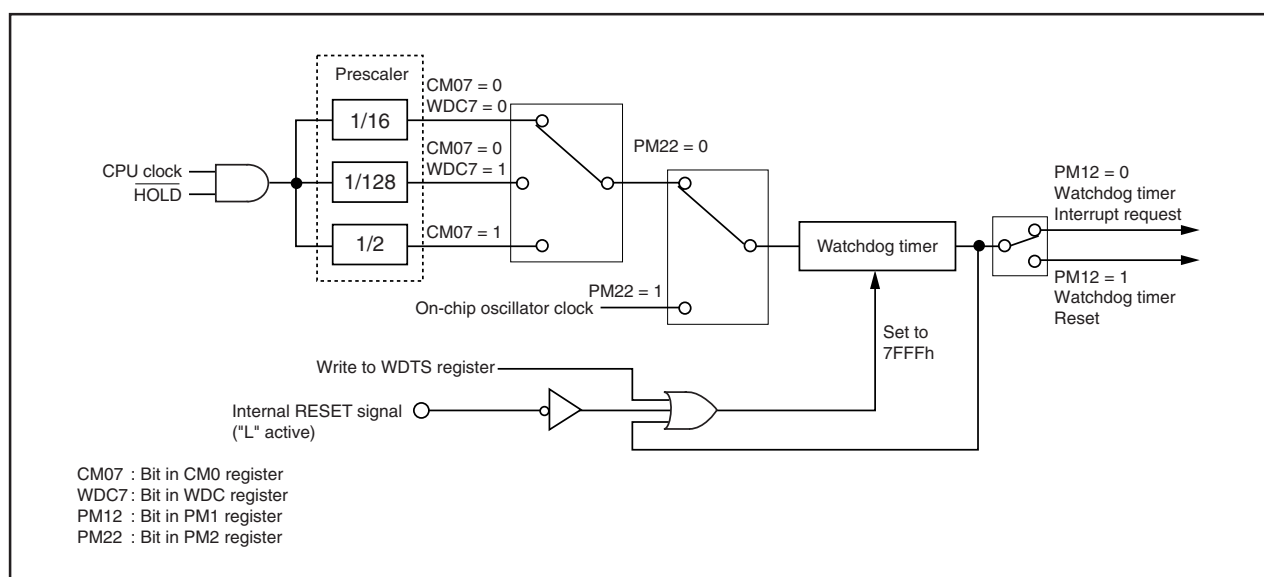 Prescaler
CM07 = 0
WDC7 = 0
1/16
CM07 = 0
WDC7 = 1
1/128
CM07 = 1
1/2
CPU clock
HOLD
PM22 = 0
PM22 = 1
On-chip oscillator clock
Watchdog timer
PM12 = 0
Watchdog timer
Interrupt request
PM12 = 1
Watchdog timer
Reset
Set to
7FFFh
Write to WDTS register
Internal RESET signal
("L" active)
CM07 : Bit in CM0 register
WDC7 : Bit in WDC register
PM12 : Bit in PM1 register
PM22 : Bit in PM2 register